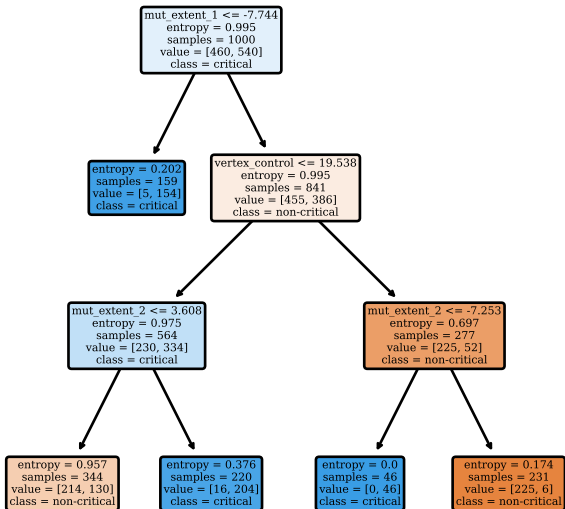 mut_extent_1 <= -7.744
entropy = 0.995
samples = 1000
value = [460, 540]
class = critical
entropy = 0.202
samples = 159
value = [5, 154]
class = critical
vertex_control <= 19.538
entropy = 0.995
samples = 841
value = [455, 386]
class = non-critical
mut_extent_2 <= 3.608
entropy = 0.975
samples = 564
value = [230, 334]
class = critical
mut_extent_2 <= -7.253
entropy = 0.697
samples = 277
value = [225, 52]
class = non-critical
entropy = 0.957
samples = 344
value = [214, 130]
class = non-critical
entropy = 0.376
samples = 220
value = [16, 204]
class = critical
entropy = 0.0
samples = 46
value = [0, 46]
class = critical
entropy = 0.174
samples = 231
value = [225, 6]
class = non-critical